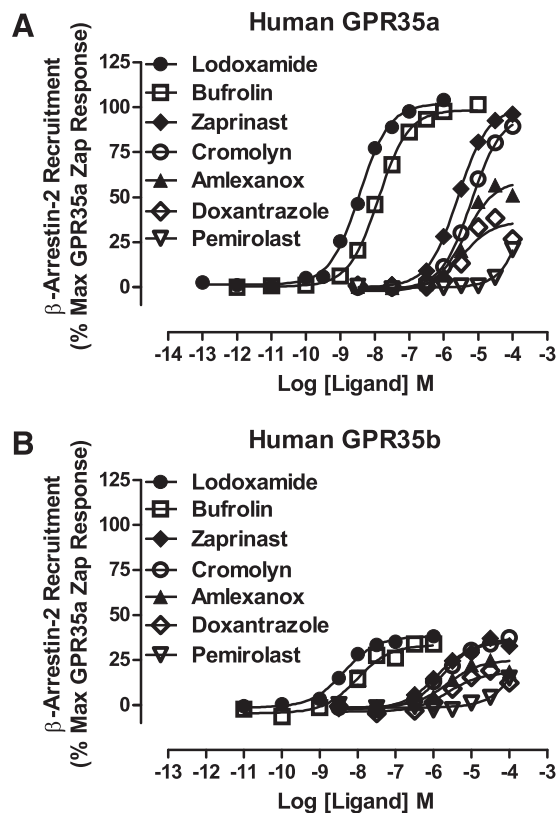 A
Human GPR35a
β-Arrestin-2 Recruitment
(% Max GPR35a Zap Response)
125
100
75
50
25
0
Lodoxamide
Bufrolin
Zaprinast
Cromolyn
Amlexanox
Doxantrazole
Pemirolast
-14 -13 -12 -11 -10 -9 -8 -7 -6 -5 -4 -3
Log [Ligand] M
B
Human GPR35b
β-Arrestin-2 Recruitment
(% Max GPR35a Zap Response)
125
100
75
50
25
0
Lodoxamide
Bufrolin
Zaprinast
Cromolyn
Amlexanox
Doxantrazole
Pemirolast
-13 -12 -11 -10 -9 -8 -7 -6 -5 -4 -3
Log [Ligand] M